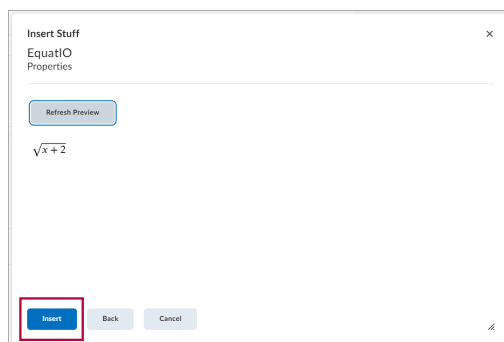 Insert Stuff
EquatIO
Properties
Refresh Preview
√x + 2
Insert Back Cancel